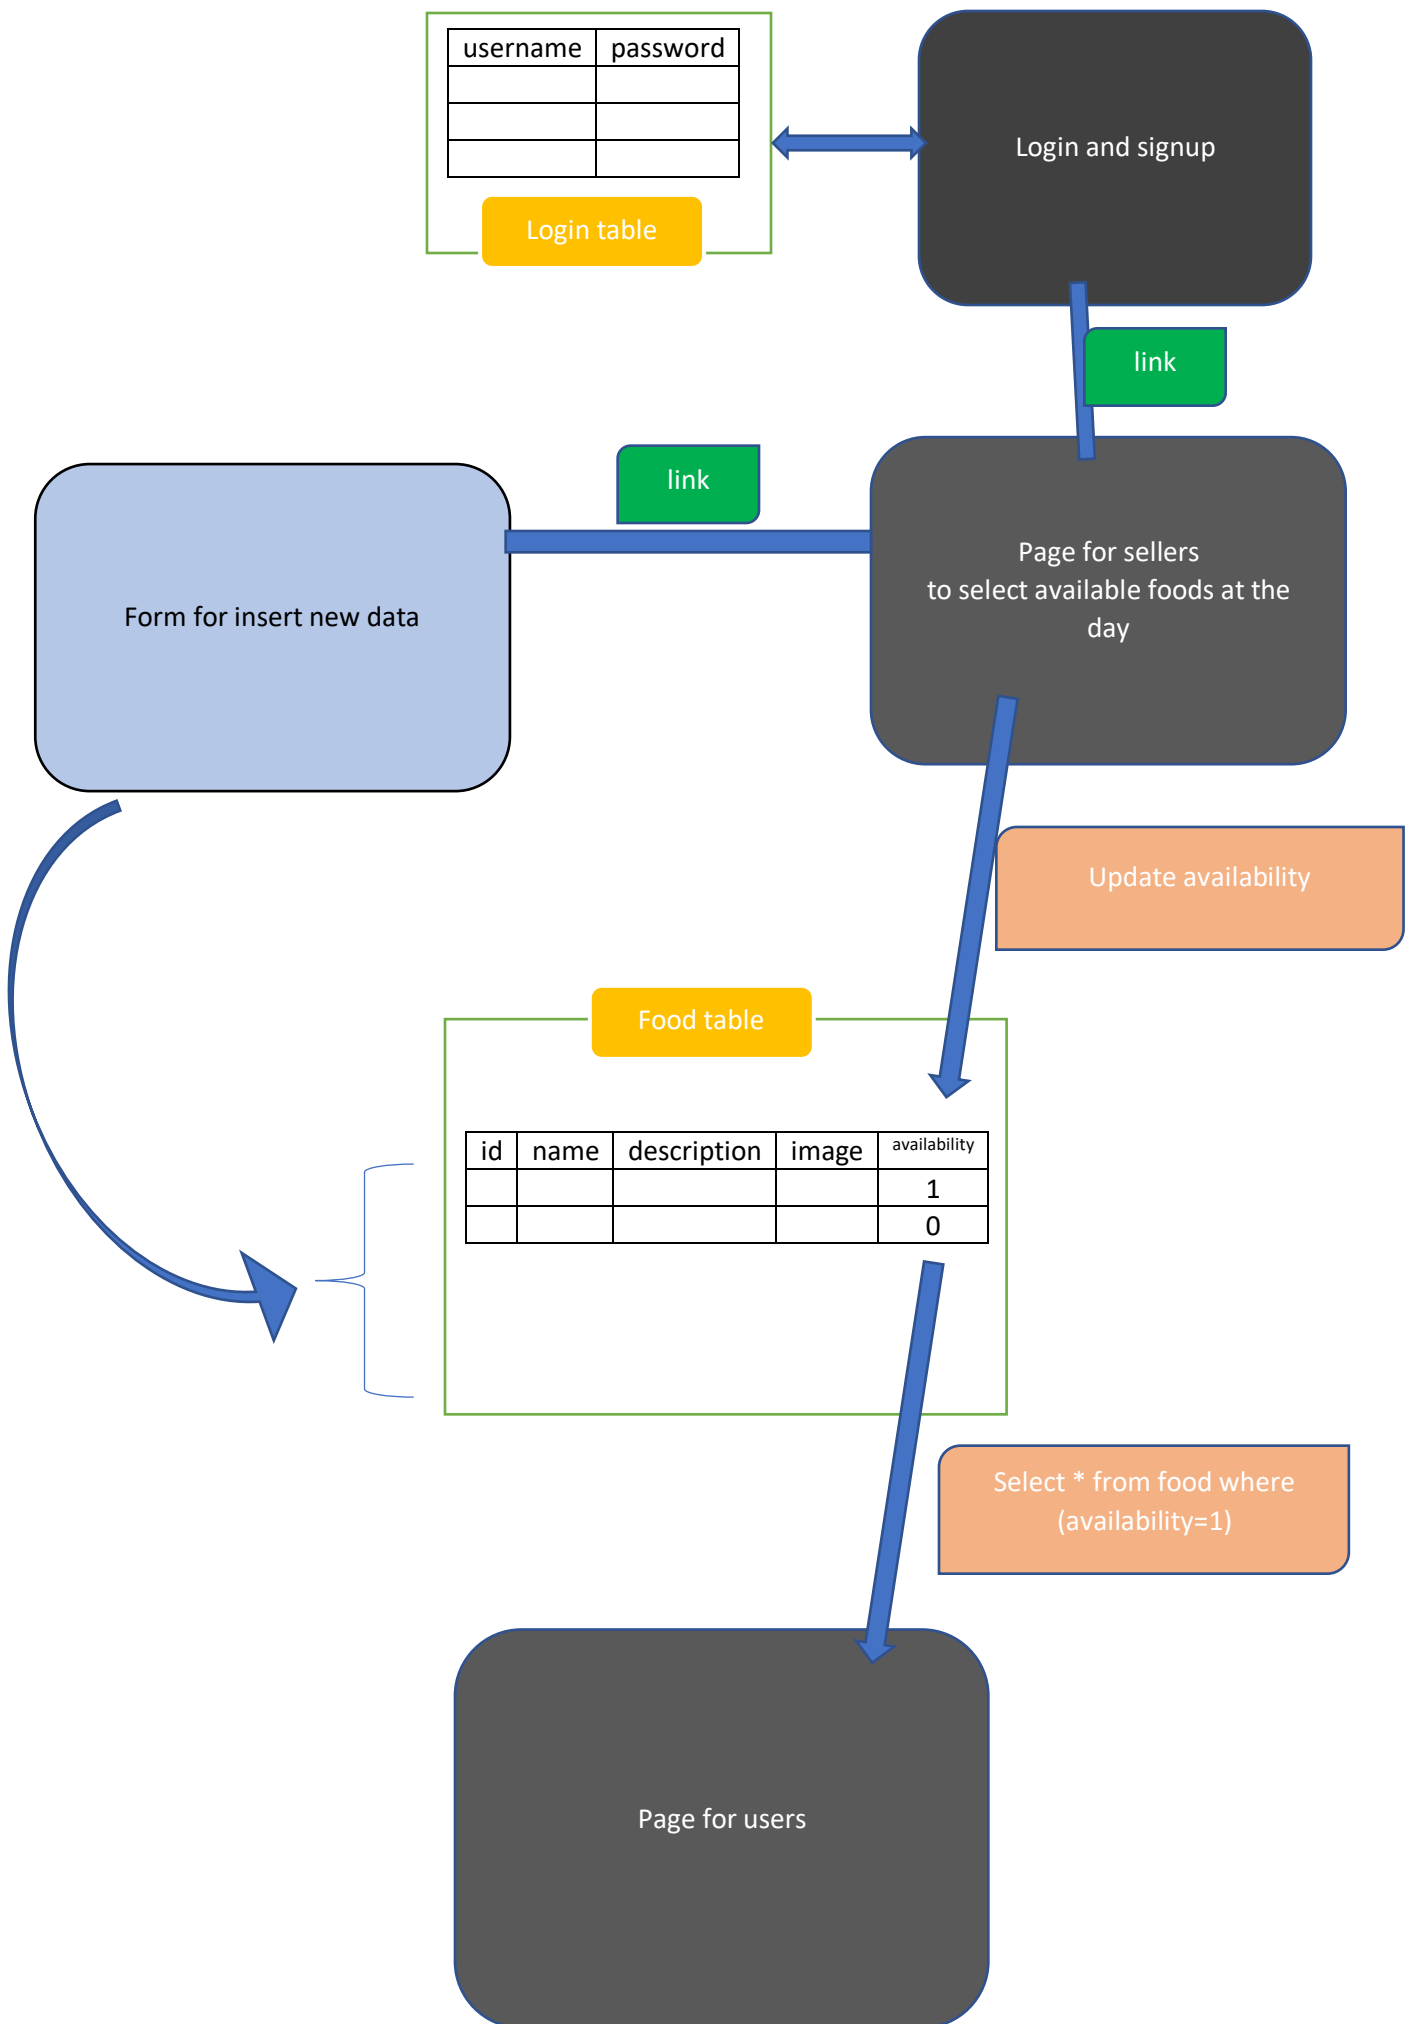 username password
Login table
Login and signup
link
link
Form for insert new data
Page for sellers
to select available foods at the
day
Update availability
Food table
id name description image availability
1
0
Select * from food where
(availability=1)
Page for users